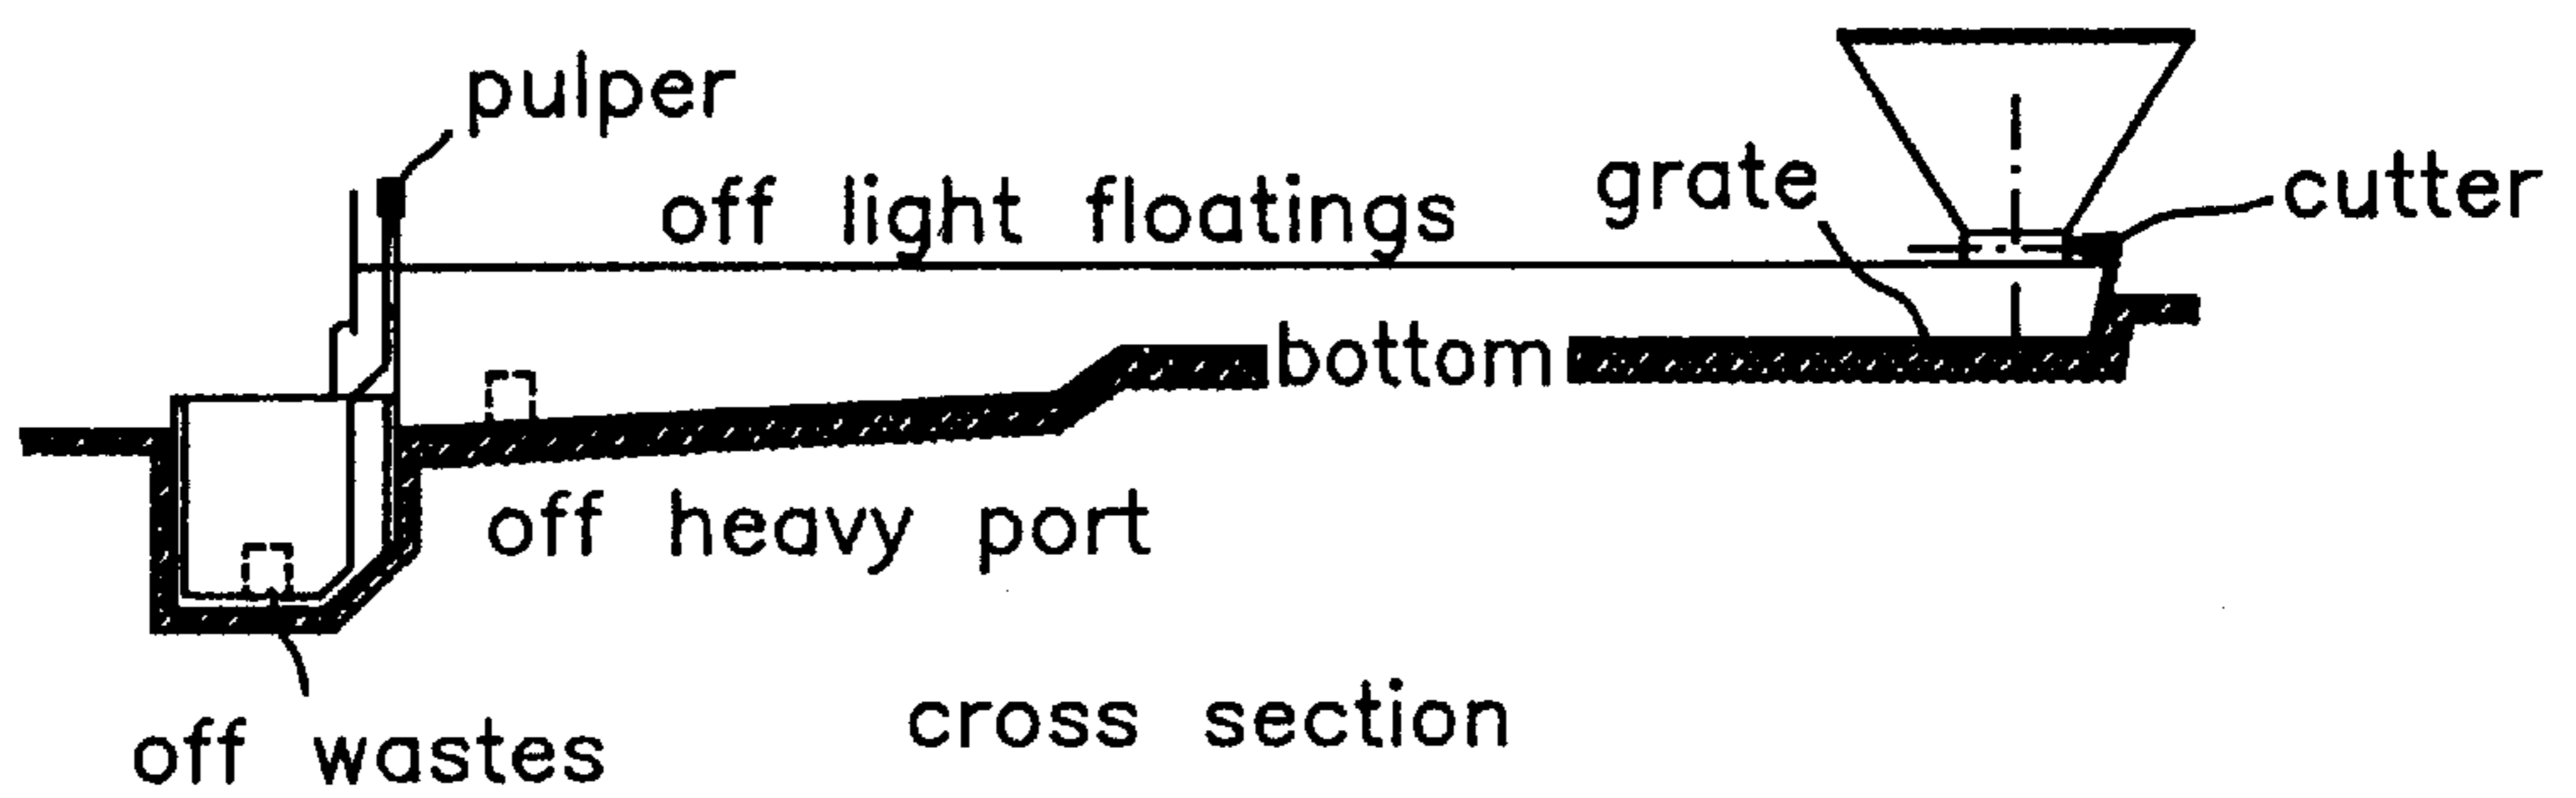 pulper
off light floatings
grate
cutter
bottom
off heavy port
off wastes
cross section